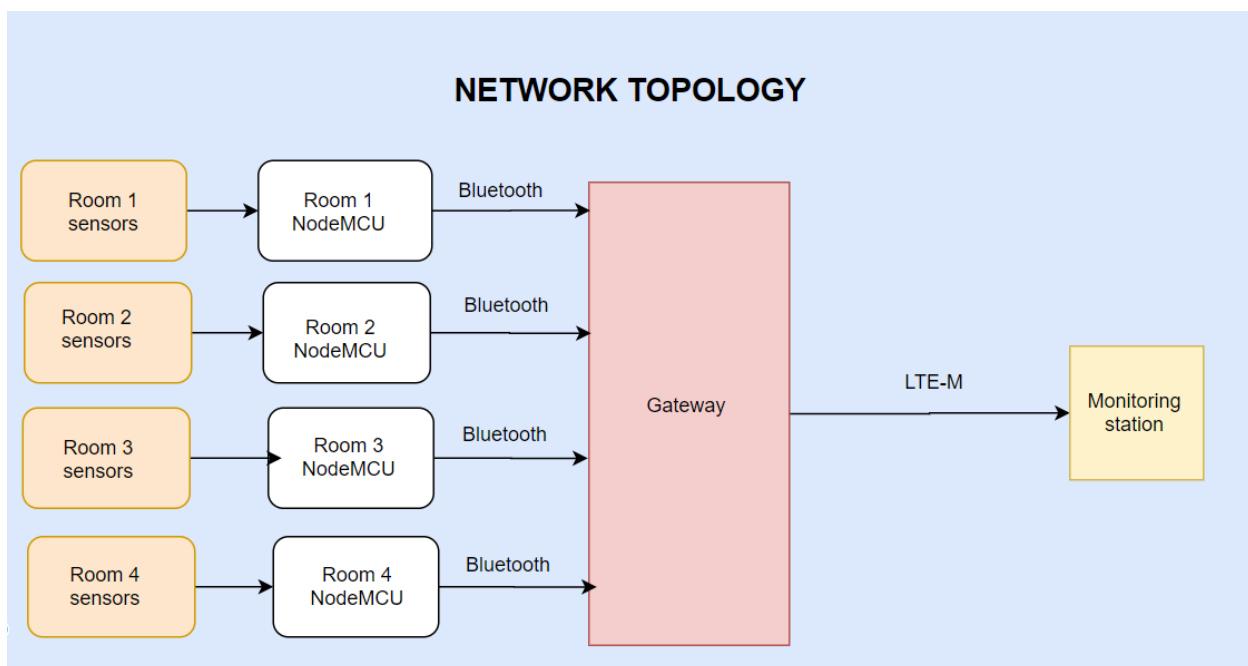 NETWORK TOPOLOGY
Room 1
sensors
Room 1
NodeMCU
Bluetooth
Room 2
sensors
Room 2
NodeMCU
Bluetooth
Room 3
sensors
Room 3
NodeMCU
Bluetooth
Room 4
sensors
Room 4
NodeMCU
Bluetooth
Gateway
LTE-M
Monitoring
station